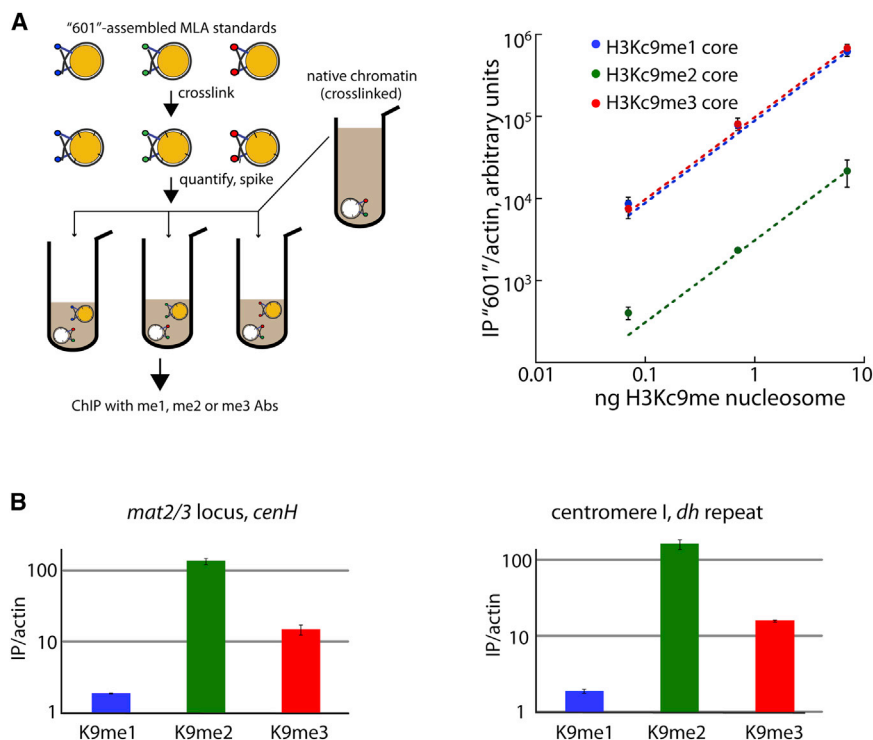 A
"601"-assembled MLA standards
crosslink
native chromatin
(crosslinked)
quantify, spike
ChIP with me1, me2 or me3 Abs
IP "601"/actin, arbitrary units
10⁶
10⁵
10⁴
10³
H3Kc9me1 core
H3Kc9me2 core
H3Kc9me3 core
0.01
0.1
1
10
ng H3Kc9me nucleosome
B
mat2/3 locus, cenH
IP/actin
100
10
1
K9me1
K9me2
K9me3
centromere I, dh repeat
IP/actin
100
10
1
K9me1
K9me2
K9me3